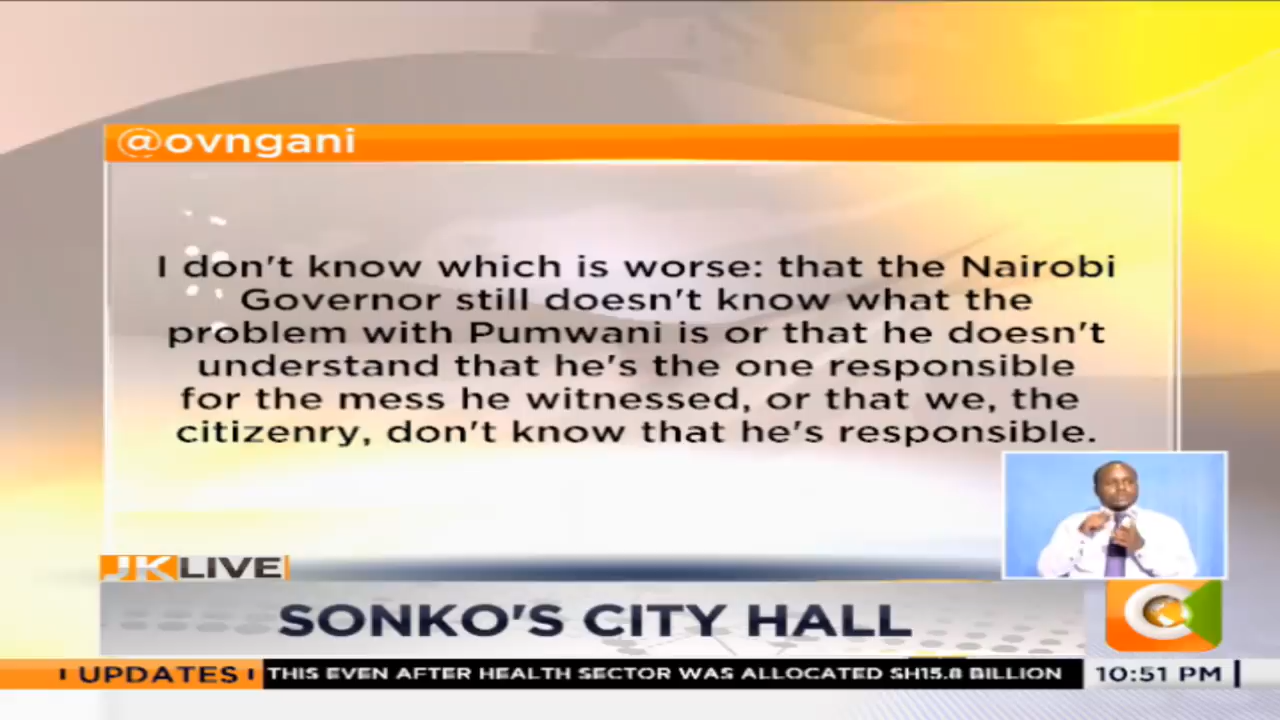 @ovngani
I don't know which is worse: that the Nairobi
Governor still doesn't know what the
problem with Pumwani is or that he doesn't
understand that he's the one responsible
for the mess he witnessed, or that we, the
citizenry, don't know that he's responsible.
JKLIVE
SONKO'S CITY HALL
UPDATES
THIS EVEN AFTER HEALTH SECTOR WAS ALLOCATED SH15.8 BILLION
10:51 PM